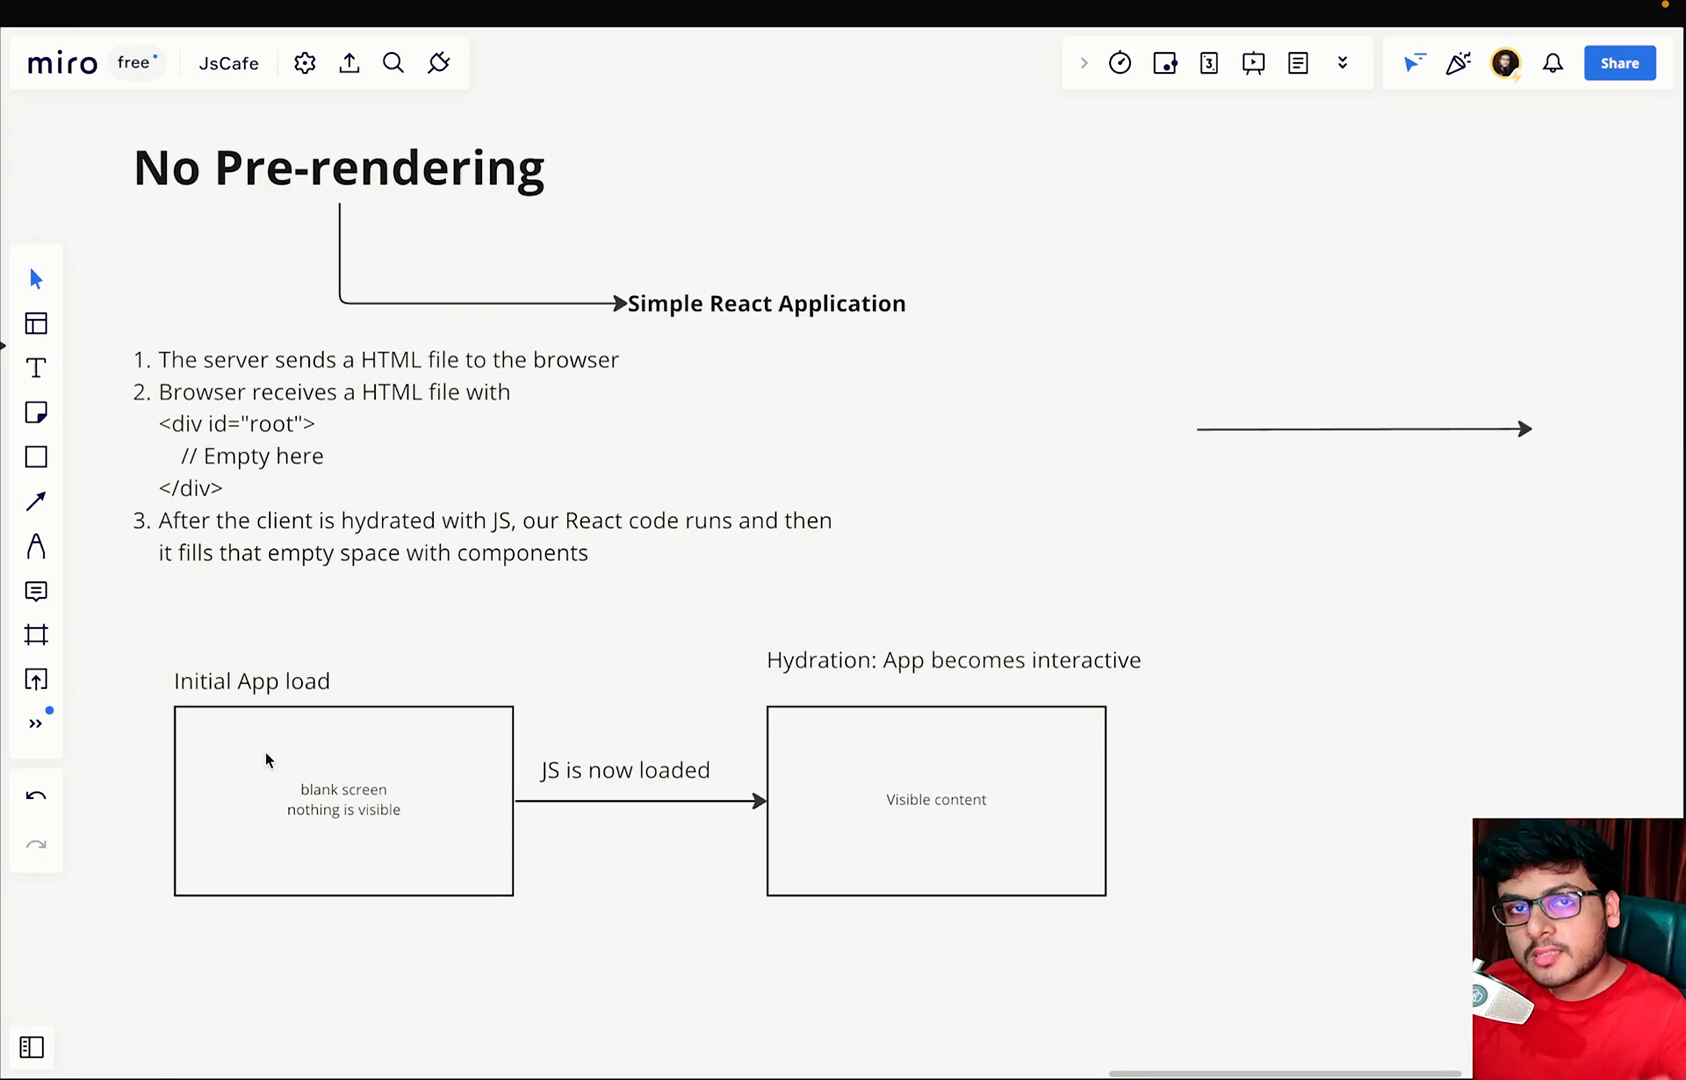 miro free JsCafe
3
Share
No Pre-rendering
Simple React Application
1. The server sends a HTML file to the browser
2. Browser receives a HTML file with
<div id="root">
// Empty here
</div>
3. After the client is hydrated with JS, our React code runs and then
it fills that empty space with components
Initial App load
Hydration: App becomes interactive
blank screen
nothing is visible
JS is now loaded
Visible content